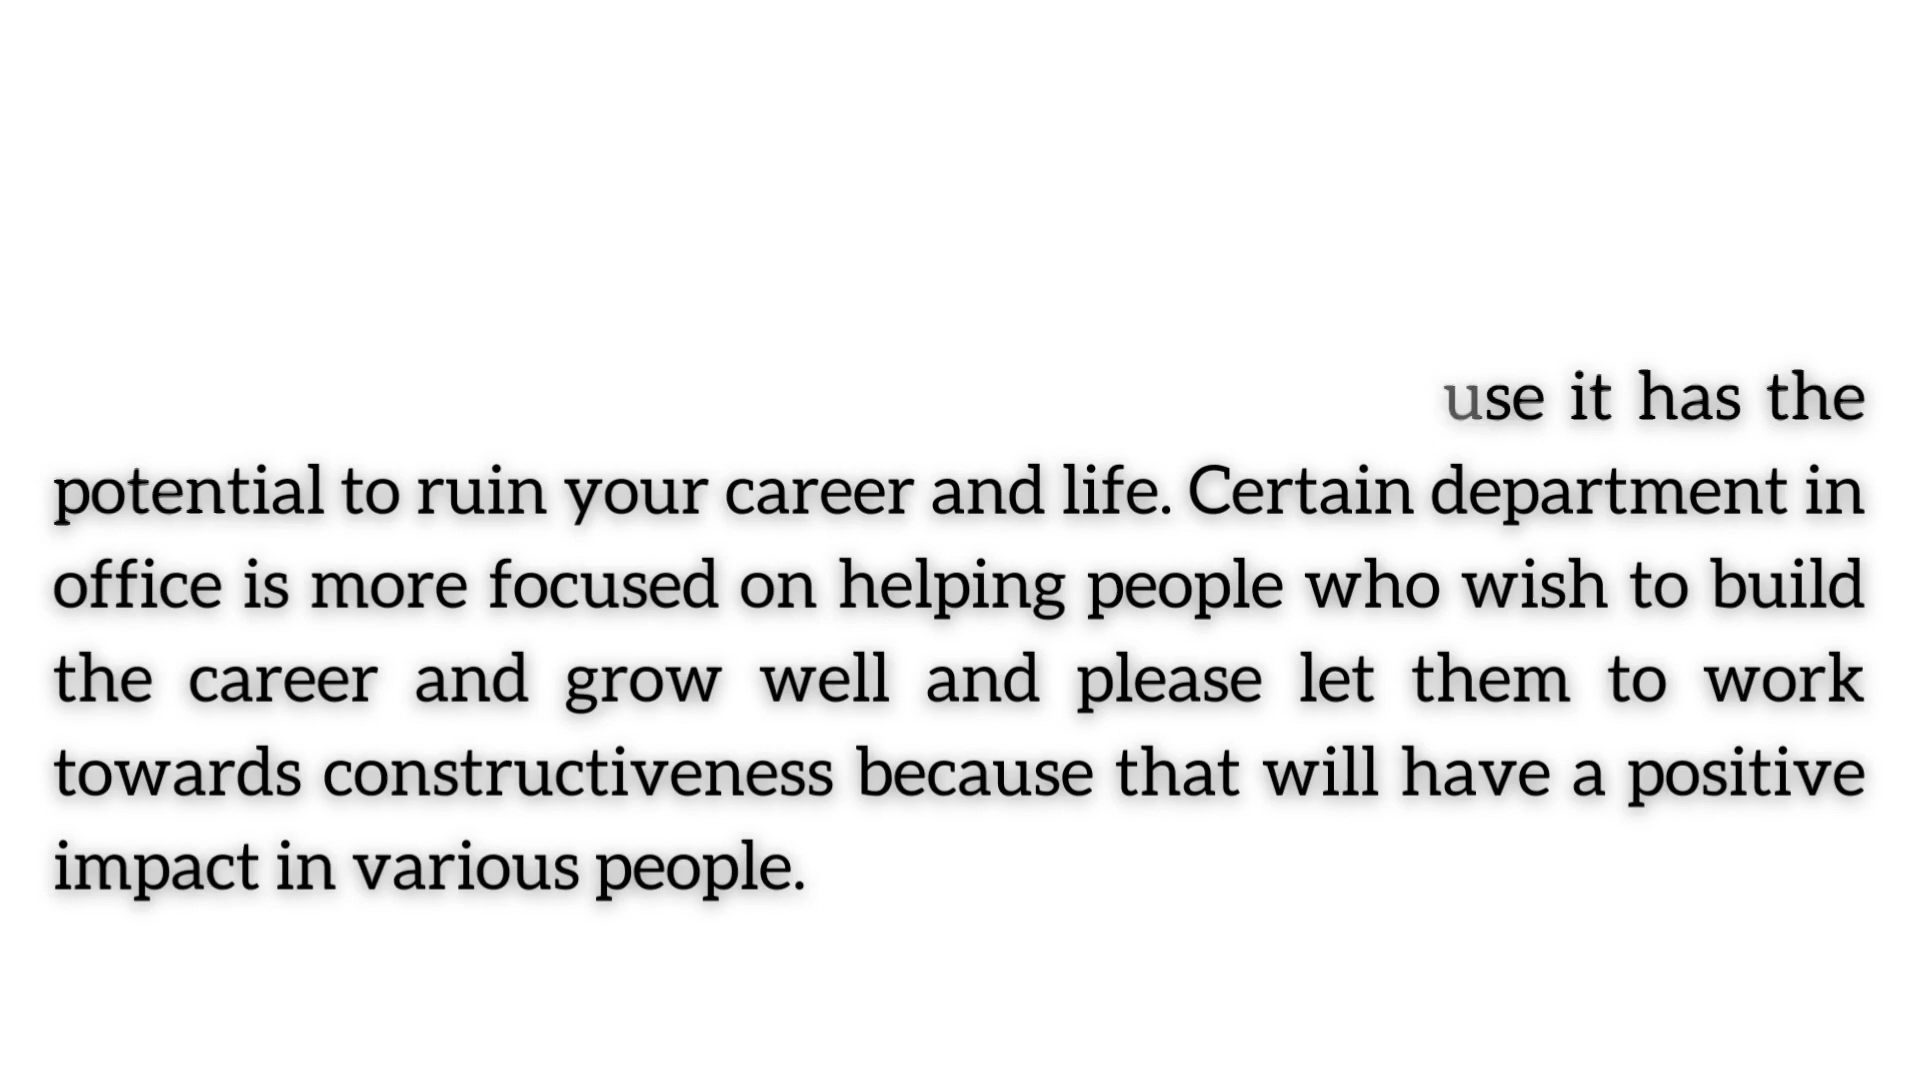 use it has the
potential to ruin your career and life. Certain department in
office is more focused on helping people who wish to build
the career and grow well and please let them to work
towards constructiveness because that will have a positive
impact in various people.